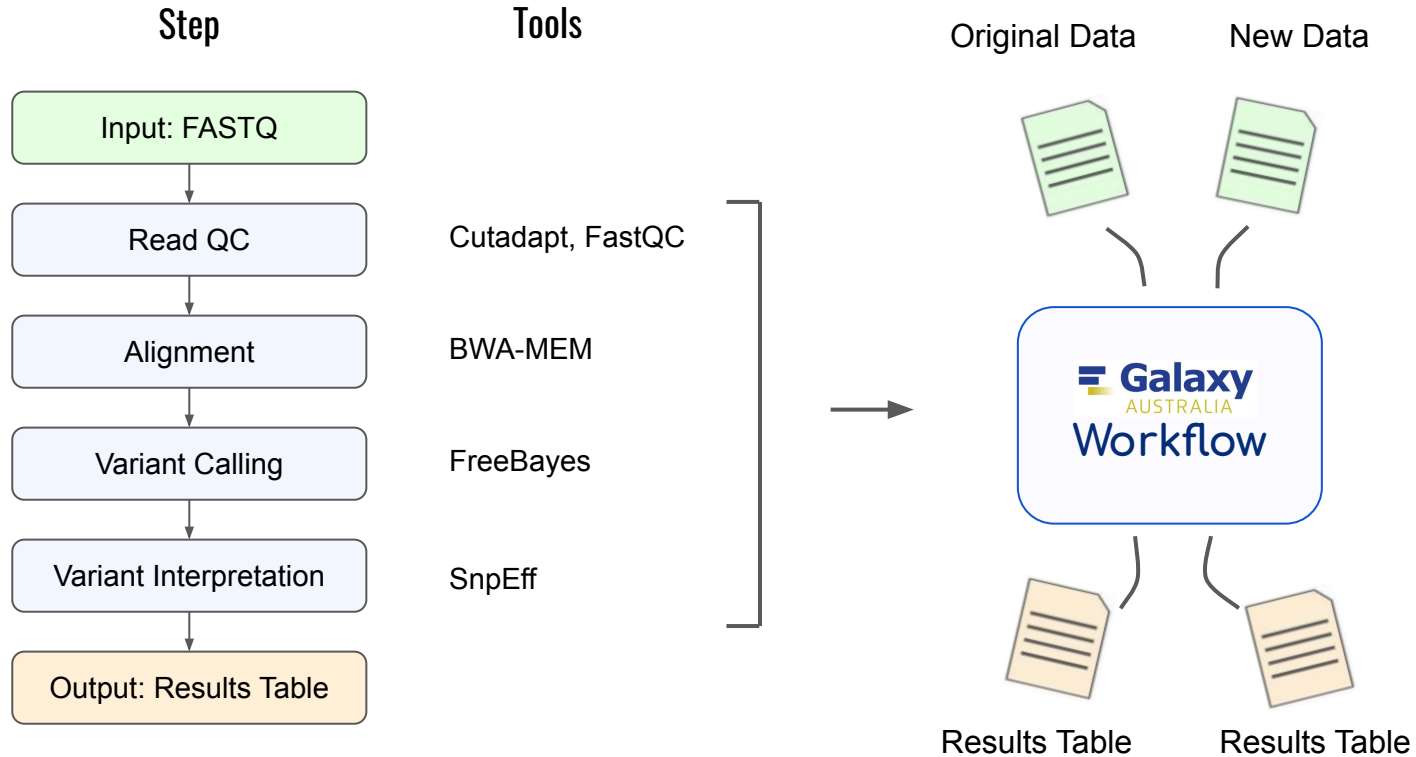 Step
Tools
Original Data
New Data
Input: FASTQ
Read QC
Cutadapt, FastQC
Alignment
BWA-MEM
Variant Calling
FreeBayes
Variant Interpretation
SnpEff
Output: Results Table
Galaxy
AUSTRALIA
Workflow
Results Table
Results Table